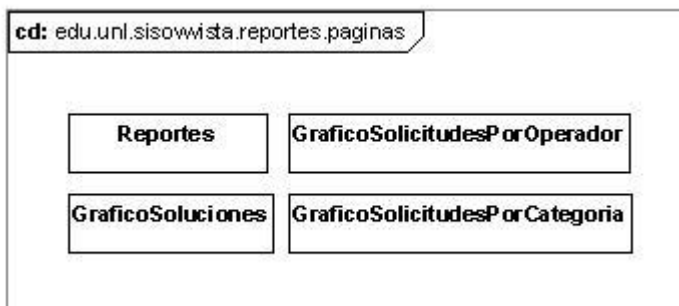 cd: edu.unl.sisowvista.reportes.paginas
Reportes
GraficoSolicitudesPorOperador
GraficoSoluciones
GraficoSolicitudesPorCategoria